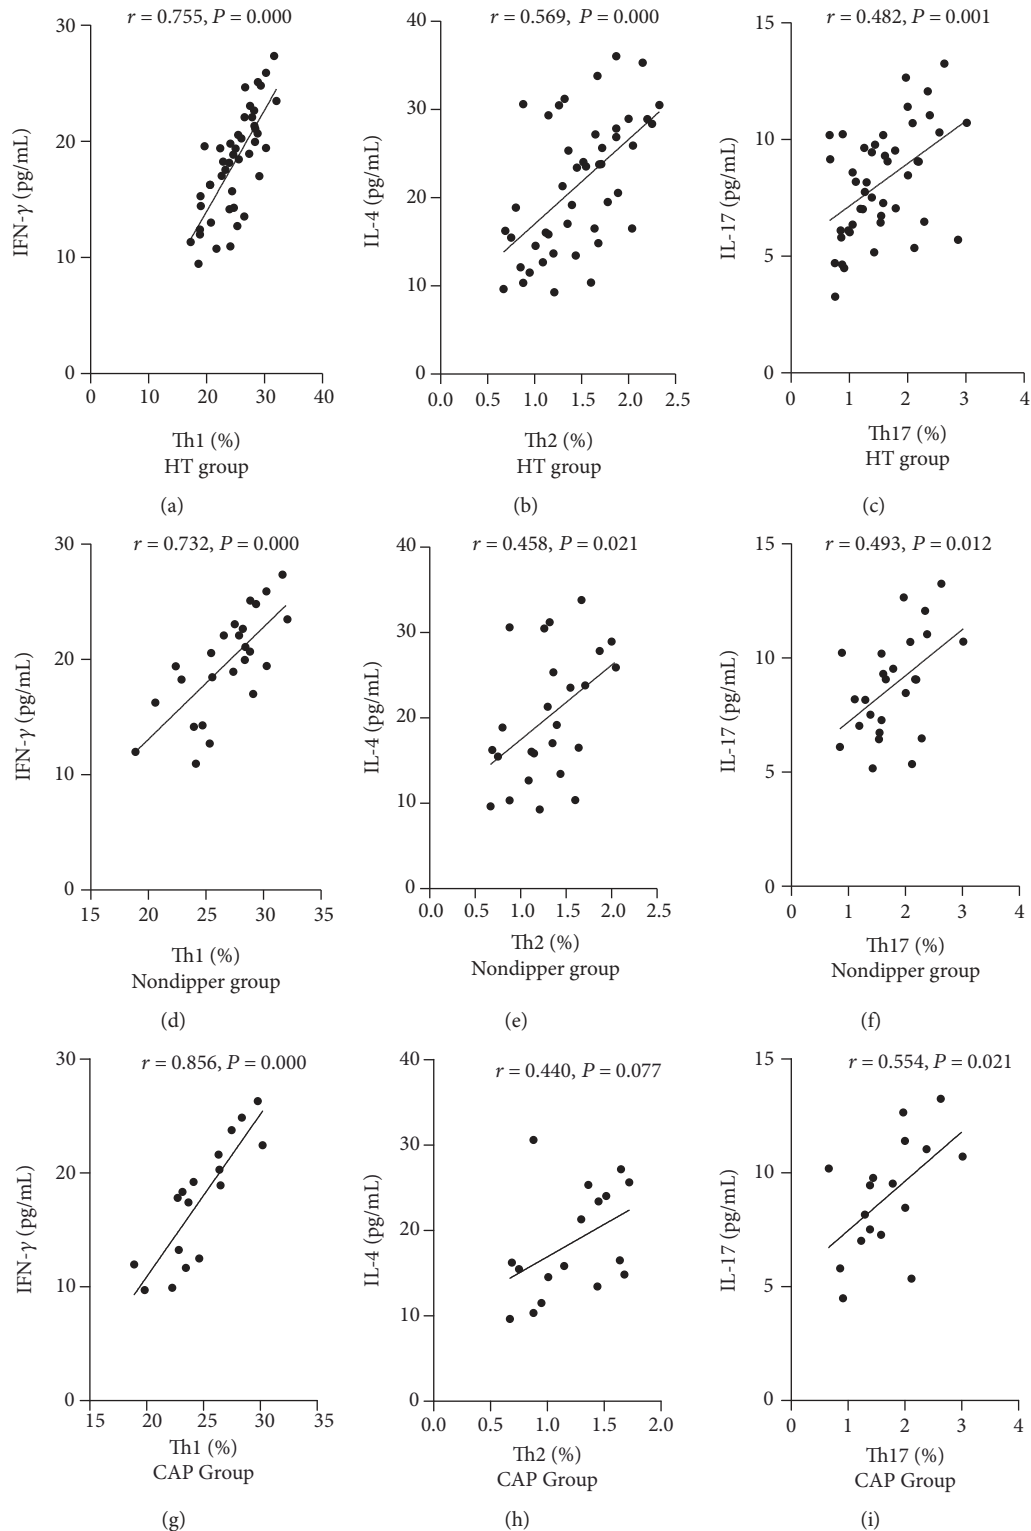 r = 0.755, P = 0.000
30
20
10
0
IFN-γ (pg/mL)
0 10 20 30 40
Th1 (%)
HT group
(a)
r = 0.569, P = 0.000
40
30
20
10
0
IL-4 (pg/mL)
0.0 0.5 1.0 1.5 2.0 2.5
Th2 (%)
HT group
(b)
r = 0.482, P = 0.001
15
10
5
0
IL-17 (pg/mL)
0 1 2 3 4
Th17 (%)
HT group
(c)
r = 0.732, P = 0.000
30
20
10
0
IFN-γ (pg/mL)
15 20 25 30 35
Th1 (%)
Nondipper group
(d)
r = 0.458, P = 0.021
40
30
20
10
0
IL-4 (pg/mL)
0.0 0.5 1.0 1.5 2.0 2.5
Th2 (%)
Nondipper group
(e)
r = 0.493, P = 0.012
15
10
5
0
IL-17 (pg/mL)
0 1 2 3 4
Th17 (%)
Nondipper group
(f)
r = 0.856, P = 0.000
30
20
10
0
IFN-γ (pg/mL)
15 20 25 30 35
Th1 (%)
CAP Group
(g)
r = 0.440, P = 0.077
40
30
20
10
0
IL-4 (pg/mL)
0.0 0.5 1.0 1.5 2.0
Th2 (%)
CAP Group
(h)
r = 0.554, P = 0.021
15
10
5
0
IL-17 (pg/mL)
0 1 2 3 4
Th17 (%)
CAP Group
(i)